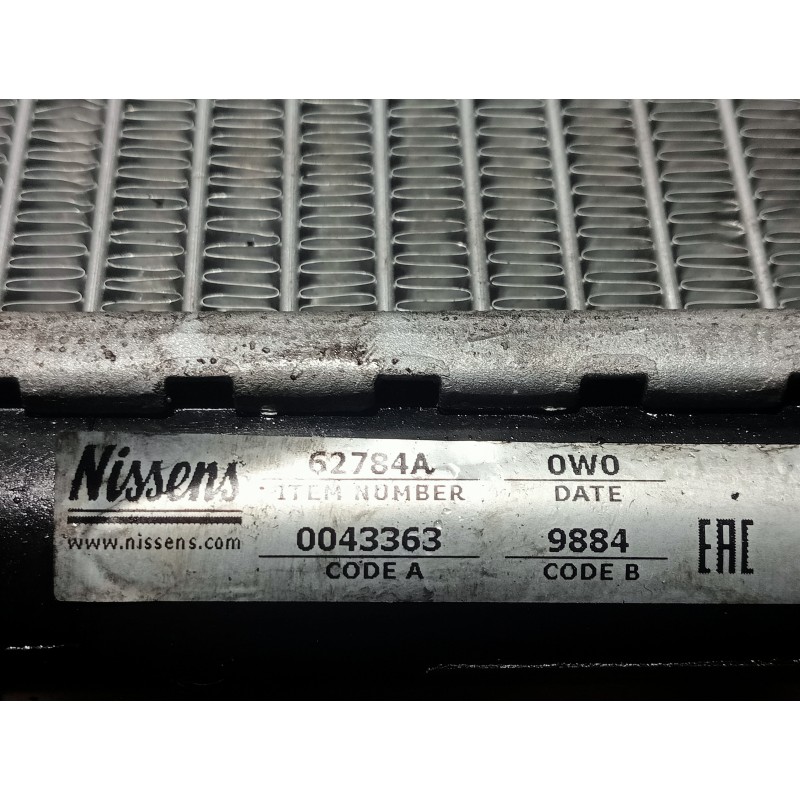 Nissens
www.nissens.com
62784A
ITEM NUMBER
0W0
DATE
0043363
CODE A
9884
CODE B
EAC